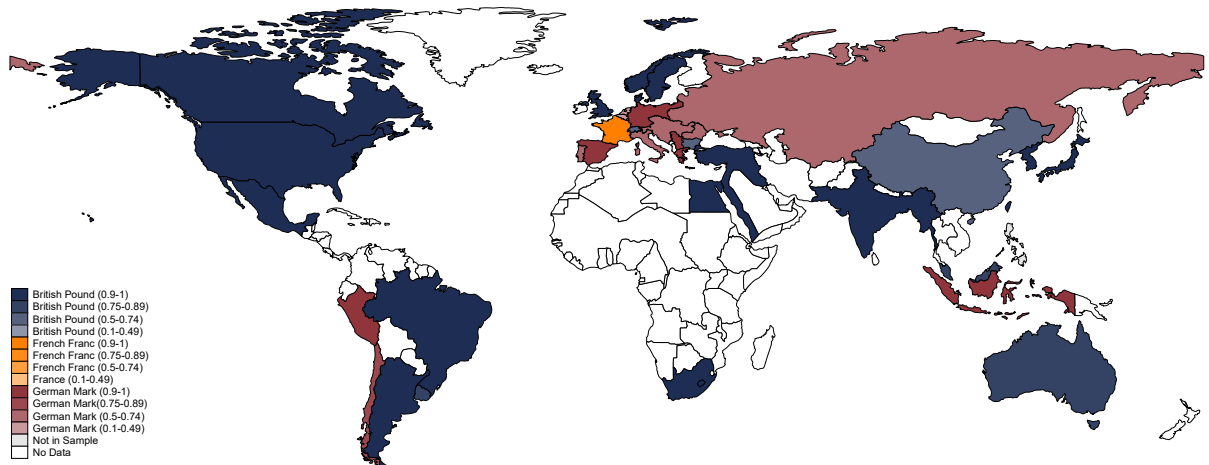 British Pound (0.9-1)
British Pound (0.75-0.89)
British Pound (0.5-0.74)
British Pound (0.1-0.49)
French Franc (0.9-1)
French Franc (0.75-0.89)
French Franc (0.5-0.74)
France (0.1-0.49)
German Mark (0.9-1)
German Mark(0.75-0.89)
German Mark (0.5-0.74)
German Mark (0.1-0.49)
Not in Sample
No Data